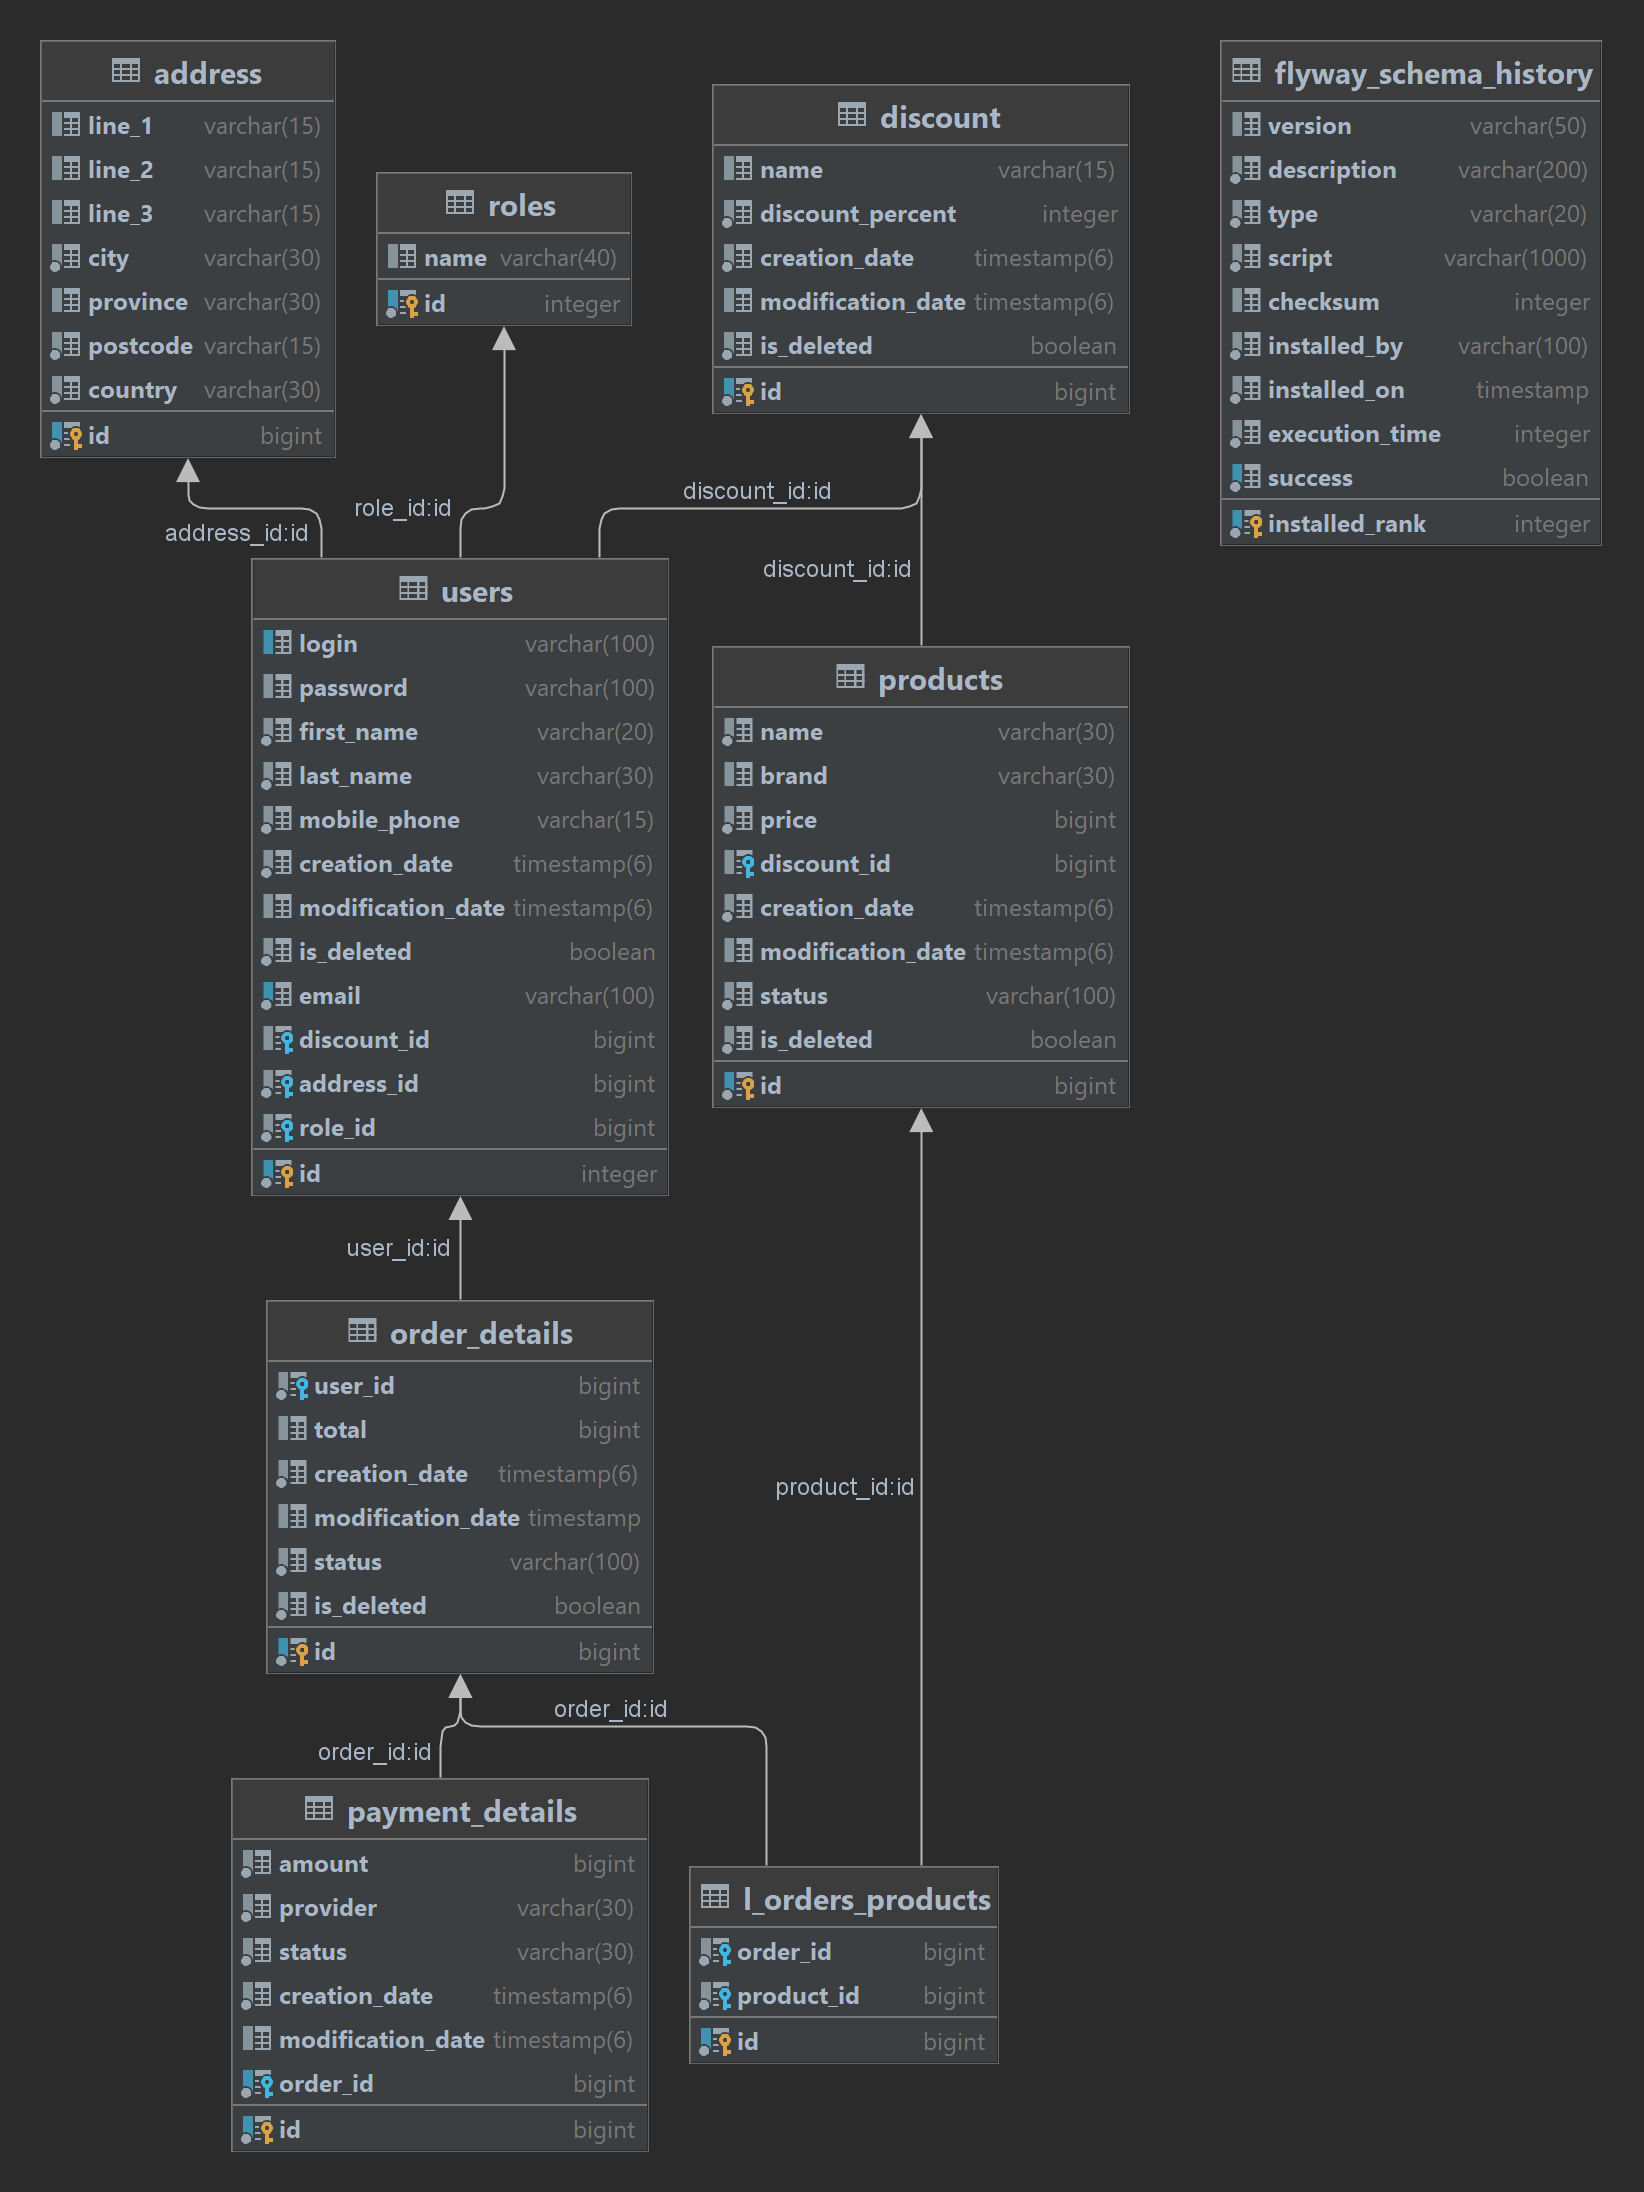 address
line_1 varchar(15)
line_2 varchar(15)
line_3 varchar(15)
city varchar(30)
province varchar(30)
postcode varchar(15)
country varchar(30)
id bigint
roles
name varchar(40)
id integer
discount
name varchar(15)
discount_percent integer
creation_date timestamp(6)
modification_date timestamp(6)
is_deleted boolean
id bigint
flyway_schema_history
version varchar(50)
description varchar(200)
type varchar(20)
script varchar(1000)
checksum integer
installed_by varchar(100)
installed_on timestamp
execution_time integer
success boolean
installed_rank integer
address_id:id
role_id:id
discount_id:id
discount_id:id
users
login varchar(100)
password varchar(100)
first_name varchar(20)
last_name varchar(30)
mobile_phone varchar(15)
creation_date timestamp(6)
modification_date timestamp(6)
is_deleted boolean
email varchar(100)
discount_id bigint
address_id bigint
role_id bigint
id integer
products
name varchar(30)
brand varchar(30)
price bigint
discount_id bigint
creation_date timestamp(6)
modification_date timestamp(6)
status varchar(100)
is_deleted boolean
id bigint
user_id:id
order_details
user_id bigint
total bigint
creation_date timestamp(6)
modification_date timestamp
status varchar(100)
is_deleted boolean
id bigint
product_id:id
order_id:id
order_id:id
payment_details
amount bigint
provider varchar(30)
status varchar(30)
creation_date timestamp(6)
modification_date timestamp(6)
order_id bigint
id bigint
l_orders_products
order_id bigint
product_id bigint
id bigint